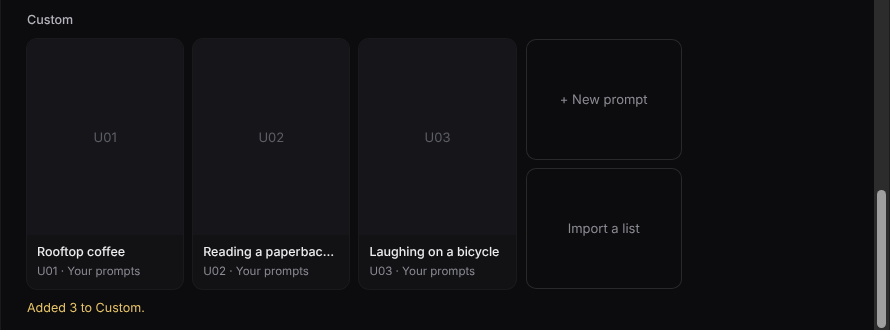 Custom
U01
U02
U03
+ New prompt
Import a list
Rooftop coffee
Reading a paperbac...
Laughing on a bicycle
U01 · Your prompts
U02 · Your prompts
U03 · Your prompts
Added 3 to Custom.